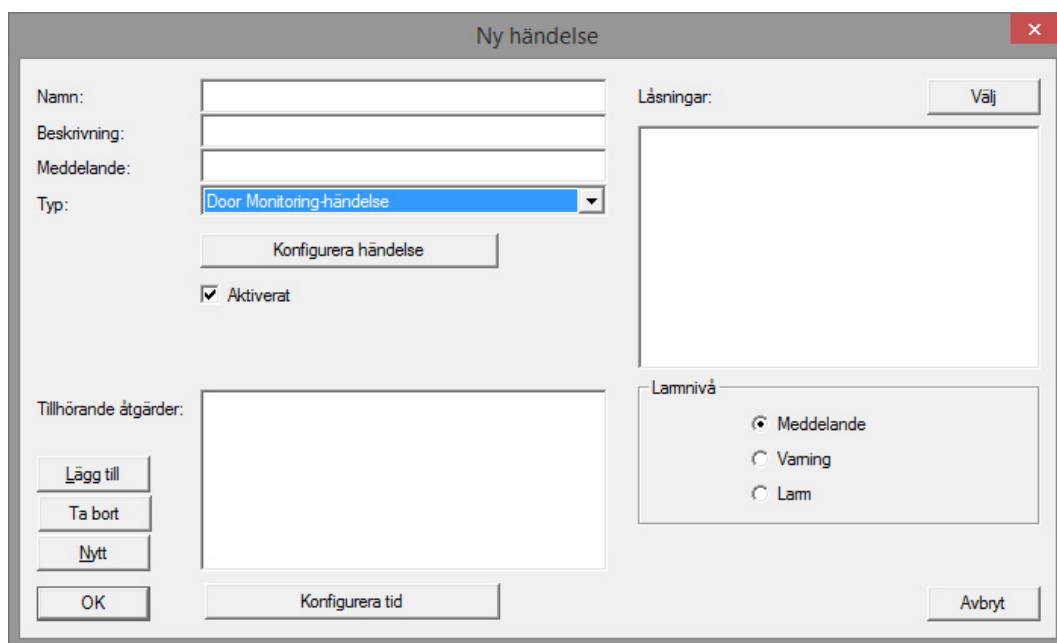 Ny händelse
Namn:
Beskrivning:
Meddelande:
Typ:
Door Monitoring-händelse
Konfigurera händelse
Aktiverat
Låsningar:
Välj
Tillhörande åtgärder:
Lägg till
Ta bort
Nytt
OK
Konfigurera tid
Larmnivå
Meddelande
Varning
Larm
Avbryt